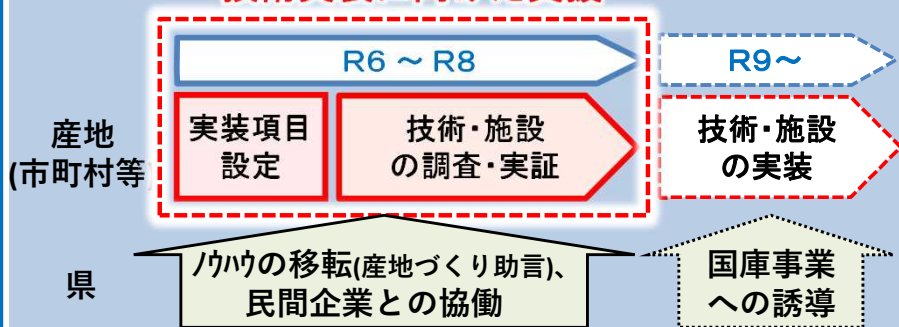 R6 ~ R8
R9~
産地
(市町村等)
実装項目
設定
技術・施設
の調査・実証
技術・施設
の実装
県
ﾉｳﾊｳの移転(産地づくり助言)、
民間企業との協働
国庫事業
への誘導